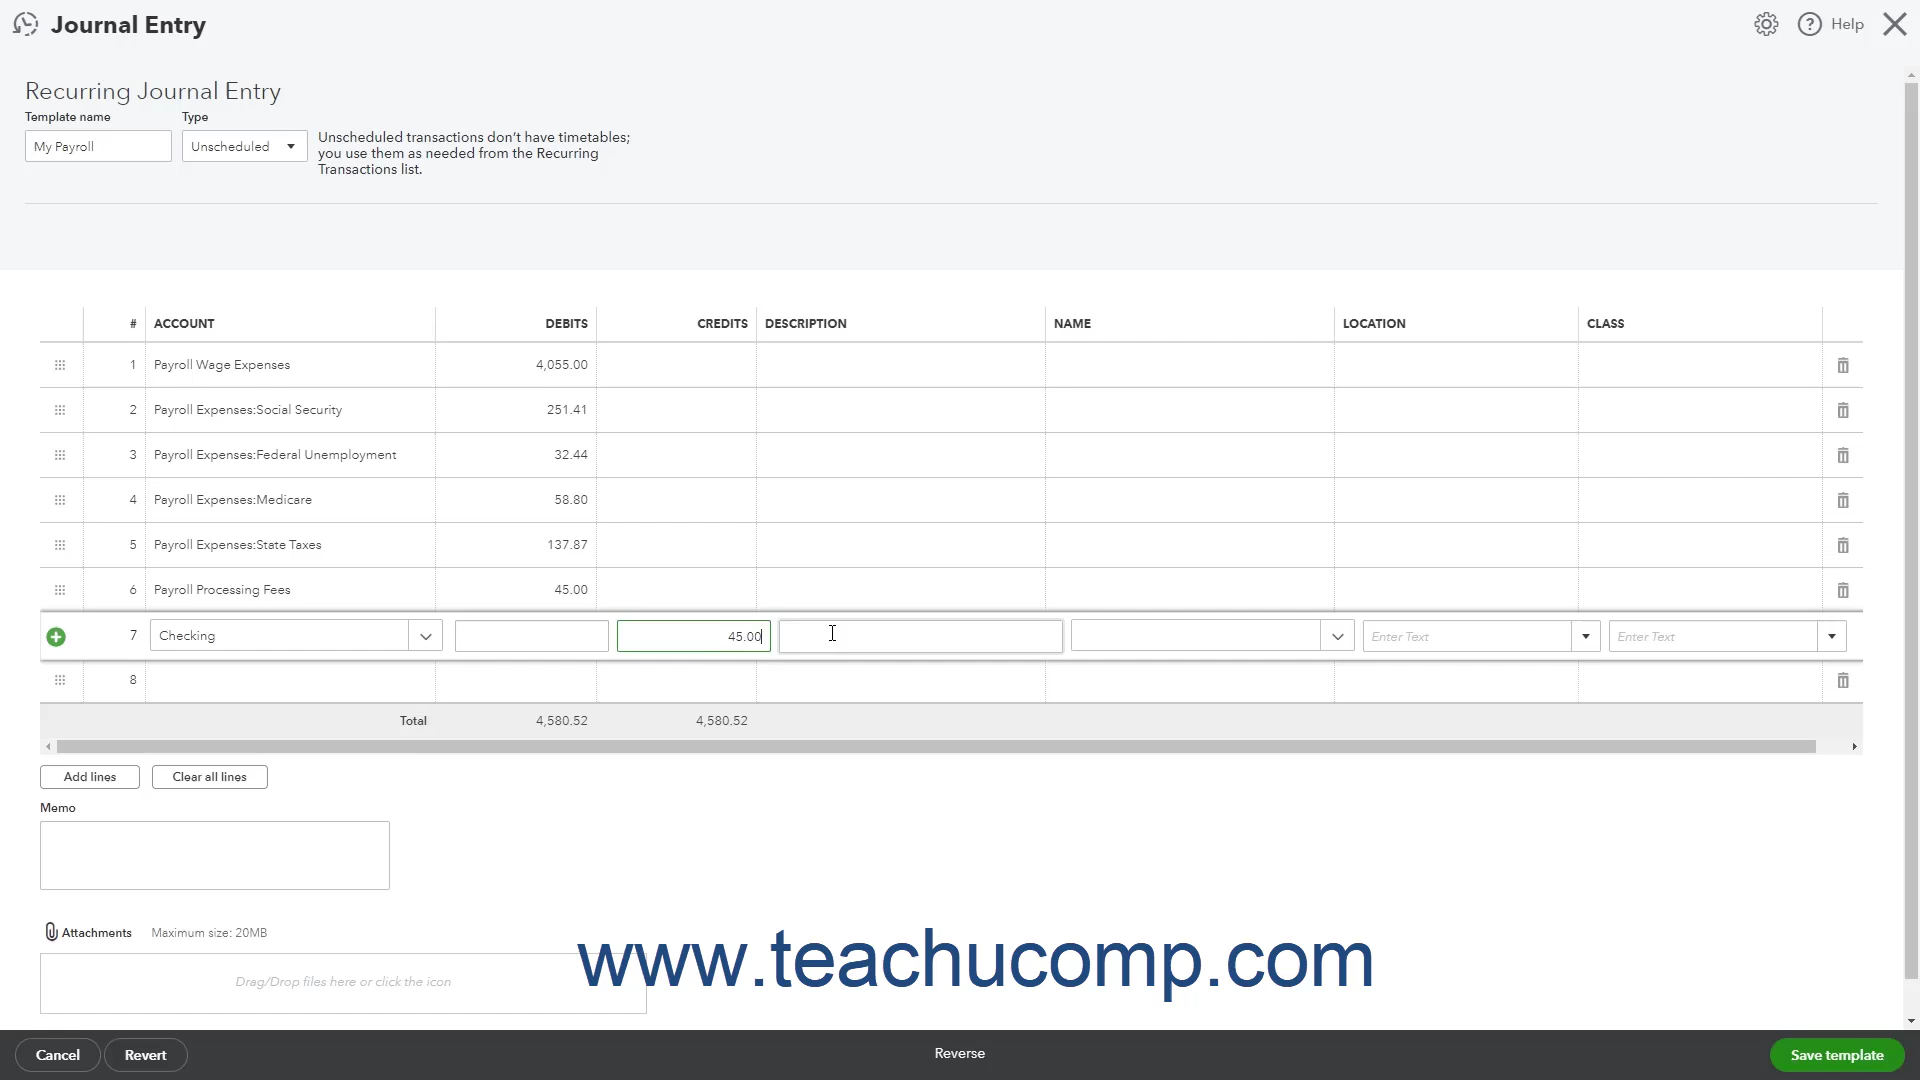 Journal Entry
Help
Recurring Journal Entry
Template name
Type
My Payroll
Unscheduled
Unscheduled transactions don't have timetables;
you use them as needed from the Recurring
Transactions list.
# ACCOUNT DEBITS CREDITS DESCRIPTION NAME LOCATION CLASS
1 Payroll Wage Expenses 4,055.00
2 Payroll Expenses:Social Security 251.41
3 Payroll Expenses:Federal Unemployment 32.44
4 Payroll Expenses:Medicare 58.80
5 Payroll Expenses:State Taxes 137.87
6 Payroll Processing Fees 45.00
7 Checking 45.00 Enter Text Enter Text
8
Total 4,580.52 4,580.52
Add lines Clear all lines
Memo
Attachments Maximum size: 20MB
Drag/Drop files here or click the icon
www.teachucomp.com
Cancel Revert Reverse Save template